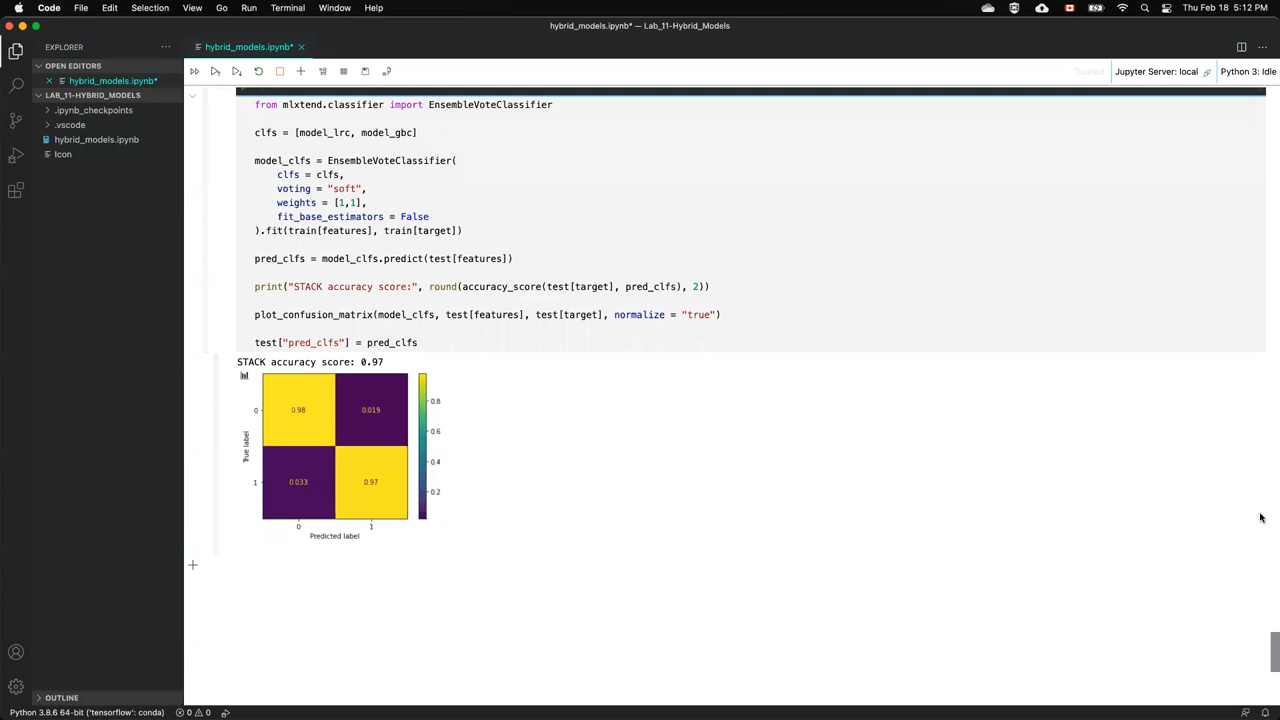 Code File Edit Selection View Go Run Terminal Window Help Thu Feb 18 5:12 PM
hybrid_models.ipynb* — Lab_11-Hybrid_Models
EXPLORER
hybrid_models.ipynb*
OPEN EDITORS
hybrid_models.ipynb*
LAB_11-HYBRID_MODELS
.ipynb_checkpoints
.vscode
hybrid_models.ipynb
Icon
Trusted Jupyter Server: local Python 3: Idle
from mlxtend.classifier import EnsembleVoteClassifier
clfs = [model_lrc, model_gbc]
model_clfs = EnsembleVoteClassifier(
clfs = clfs,
voting = "soft",
weights = [1,1],
fit_base_estimators = False
).fit(train[features], train[target])
pred_clfs = model_clfs.predict(test[features])
print("STACK accuracy score:", round(accuracy_score(test[target], pred_clfs), 2))
plot_confusion_matrix(model_clfs, test[features], test[target], normalize = "true")
test["pred_clfs"] = pred_clfs
STACK accuracy score: 0.97
0.98 0.019
0.033 0.97
0
1
True label
0 1
Predicted label
0.8
0.6
0.4
0.2
OUTLINE
Python 3.8.6 64-bit ('tensorflow': conda) 0 0